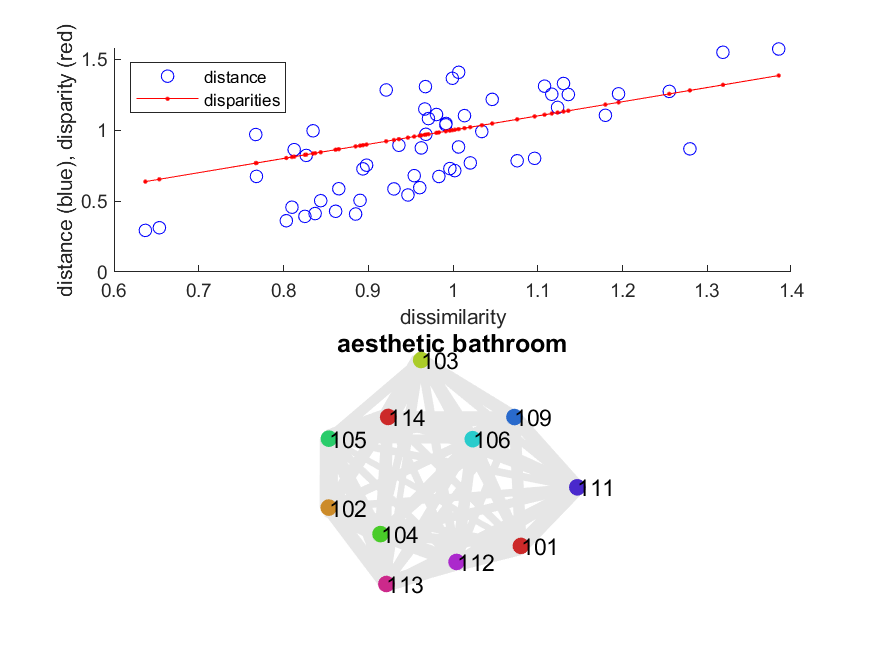 distance (blue), disparity (red)
1.5
1
0.5
0
distance
disparities
0.6 0.7 0.8 0.9 1 1.1 1.2 1.3 1.4
dissimilarity
aesthetic bathroom
103
114 109
105 106
111
102
104
101
112
113